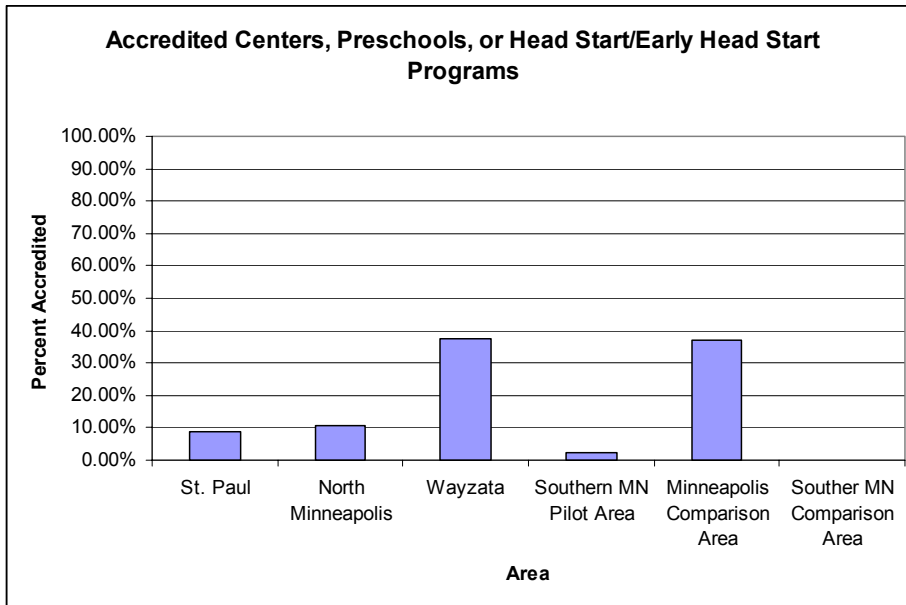 Accredited Centers, Preschools, or Head Start/Early Head Start
Programs
100.00%
90.00%
80.00%
70.00%
60.00%
50.00%
40.00%
30.00%
20.00%
10.00%
0.00%
Percent Accredited
St. Paul
North
Minneapolis
Wayzata
Southern MN
Pilot Area
Minneapolis
Comparison
Area
Souther MN
Comparison
Area
Area